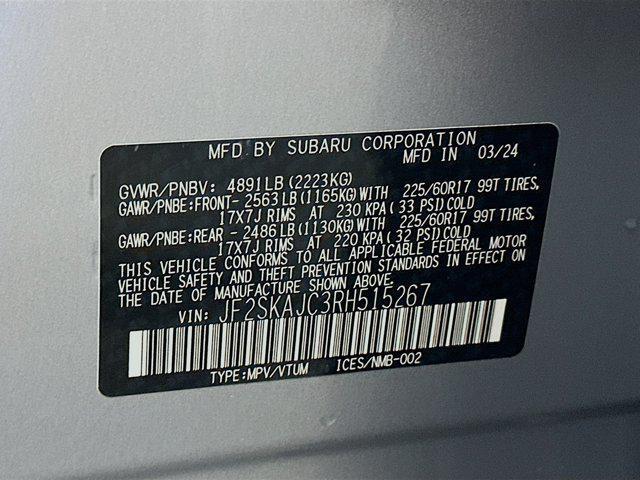 MFD BY SUBARU CORPORATION
MFD IN 03/24
GVWR/PNBV: 4891LB(2223KG)
GAWR/PNBE:FRONT- 2563LB(1165KG)WITH 225/60R17 99T TIRES,
17X7J RIMS AT 230 KPA(33 PSI)COLD
GAWR/PNBE:REAR - 2486LB(1130KG)WITH 225/60R17 99T TIRES,
17X7J RIMS AT 220 KPA(32 PSI)COLD
THIS VEHICLE CONFORMS TO ALL APPLICABLE FEDERAL MOTOR
VEHICLE SAFETY AND THEFT PREVENTION STANDARDS IN EFFECT ON
THE DATE OF MANUFACTURE SHOWN ABOVE.
VIN: JF2SKAJC3RH515267
TYPE:MPV/VTUM ICES/NMB-002